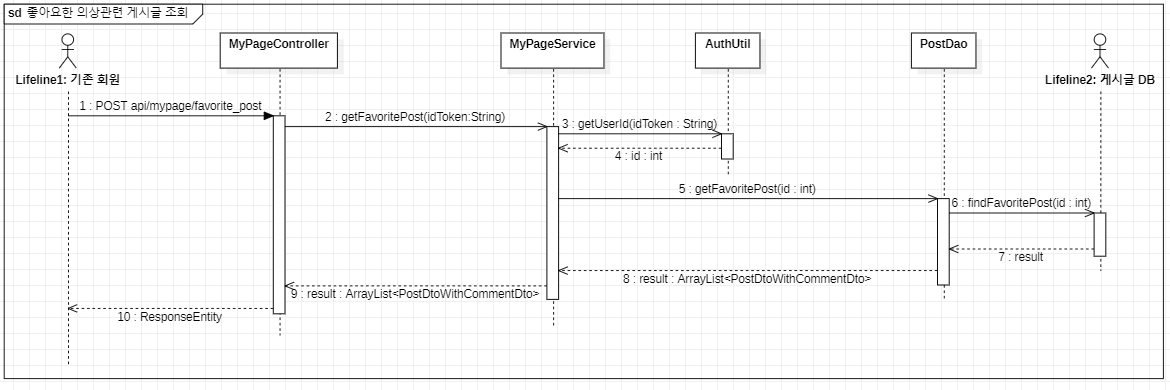 sd 좋아요한 의상관련 게시글 조회
MyPageController
MyPageService
AuthUtil
PostDao
Lifeline1: 기존 회원
Lifeline2: 게시글 DB
1 : POST api/mypage/favorite_post
2 : getFavoritePost(idToken:String)
3 : getUserId(idToken : String)
4 : id : int
5 : getFavoritePost(id : int)
6 : findFavoritePost(id : int)
7 : result
8 : result : ArrayList<PostDtoWithCommentDto>
9 : result : ArrayList<PostDtoWithCommentDto>
10 : ResponseEntity